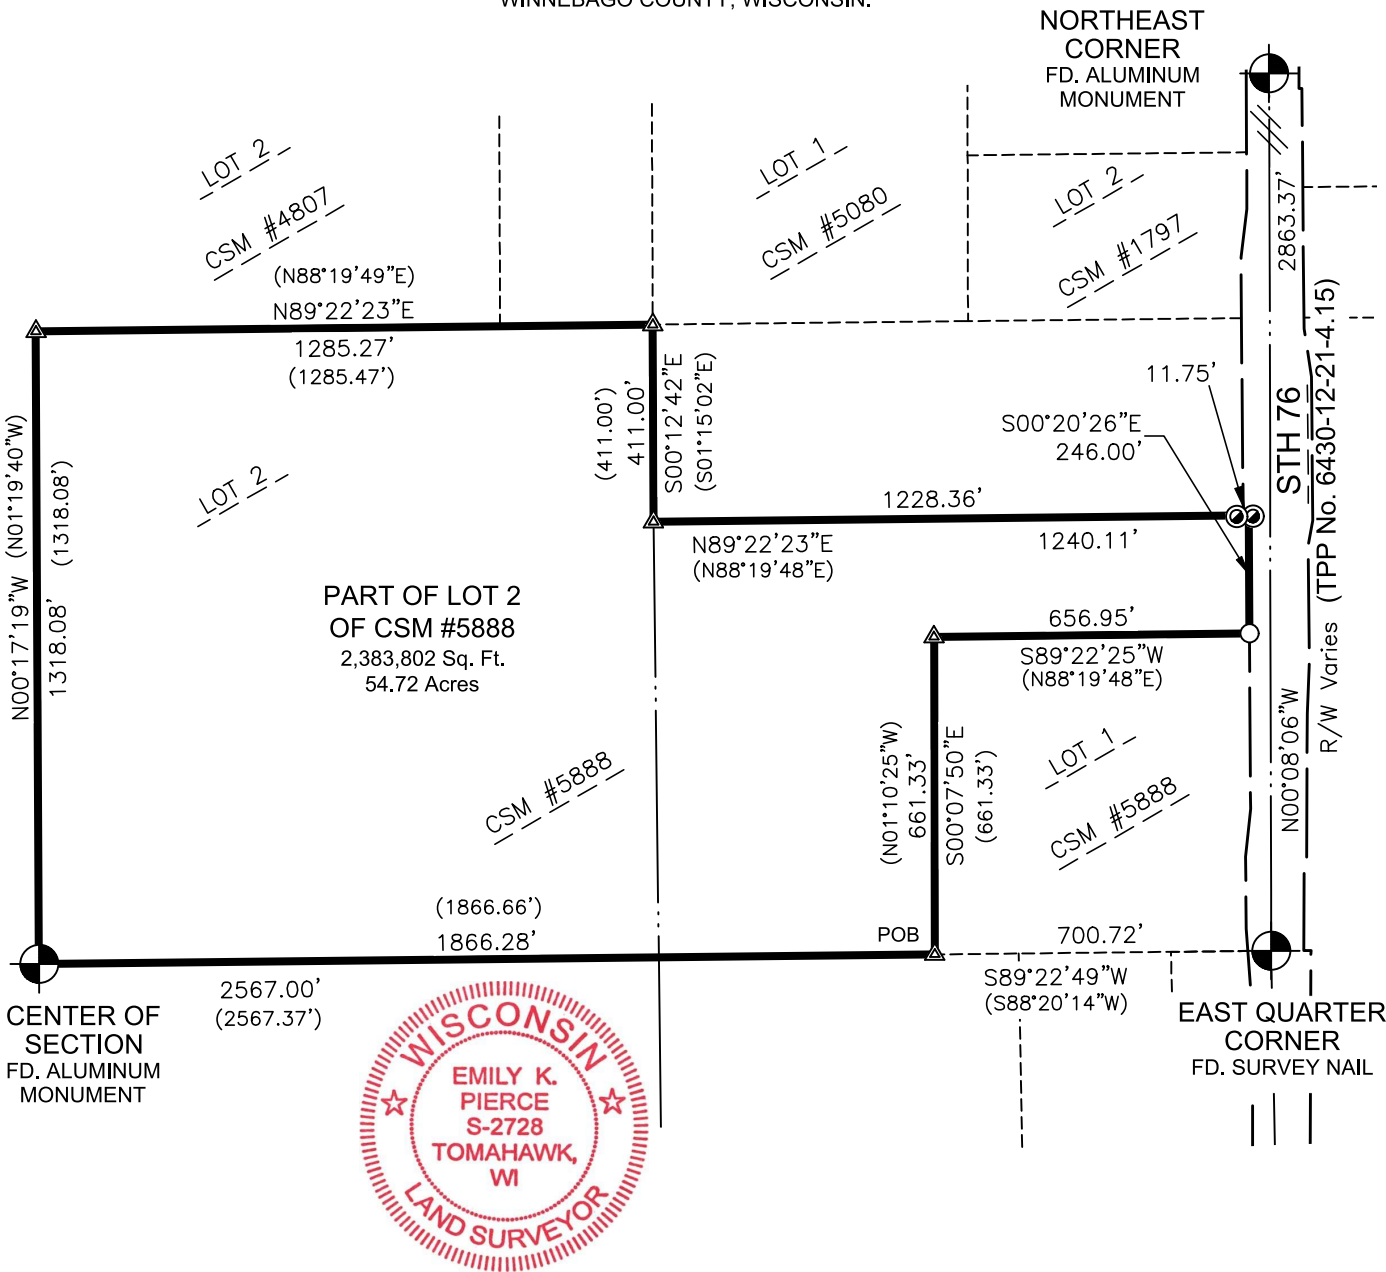 WINNEBAGO COUNTY, WISCONSIN.
NORTHEAST
CORNER
FD. ALUMINUM
MONUMENT
LOT 2
CSM #4807
LOT 1
CSM #5080
LOT 2
CSM #1797
2863.37'
(N88°19'49"E)
N89°22'23"E
1285.27'
(1285.47')
(411.00')
411.00'
S00°12'42"E
(S01°15'02"E)
11.75'
S00°20'26"E
246.00'
STH 76
(TPP No. 6430-12-21-4.15)
R/W Varies
N00°17'19"W (N01°19'40"W)
1318.08'
(1318.08')
LOT 2
1228.36'
N89°22'23"E
(N88°19'48"E)
1240.11'
PART OF LOT 2
OF CSM #5888
2,383,802 Sq. Ft.
54.72 Acres
656.95'
S89°22'25"W
(N88°19'48"E)
(N01°10'25"W)
661.33'
S00°07'50"E
(661.33')
LOT 1
CSM #5888
N00°08'06"W
CSM #5888
(1866.66')
1866.28'
POB
700.72'
S89°22'49"W
(S88°20'14"W)
2567.00'
(2567.37')
CENTER OF
SECTION
FD. ALUMINUM
MONUMENT
EAST QUARTER
CORNER
FD. SURVEY NAIL
WISCONSIN
EMILY K.
PIERCE
S-2728
TOMAHAWK,
WI
LAND SURVEYOR